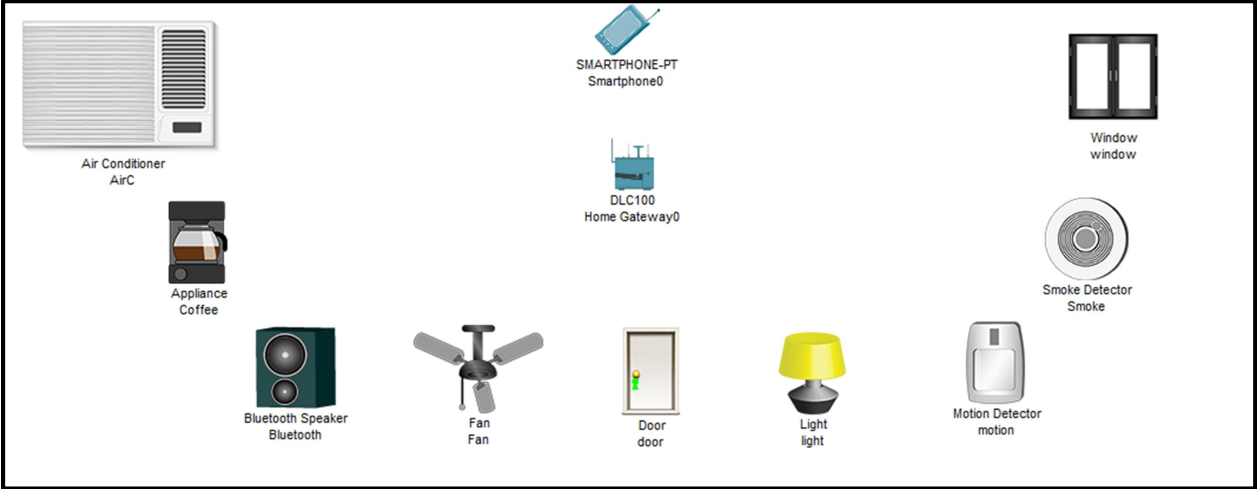 SMARTPHONE-PT
Smartphone0
Window
window
Air Conditioner
AirC
DLC100
Home Gateway0
Appliance
Coffee
Smoke Detector
Smoke
Bluetooth Speaker
Bluetooth
Fan
Fan
Door
door
Light
light
Motion Detector
motion